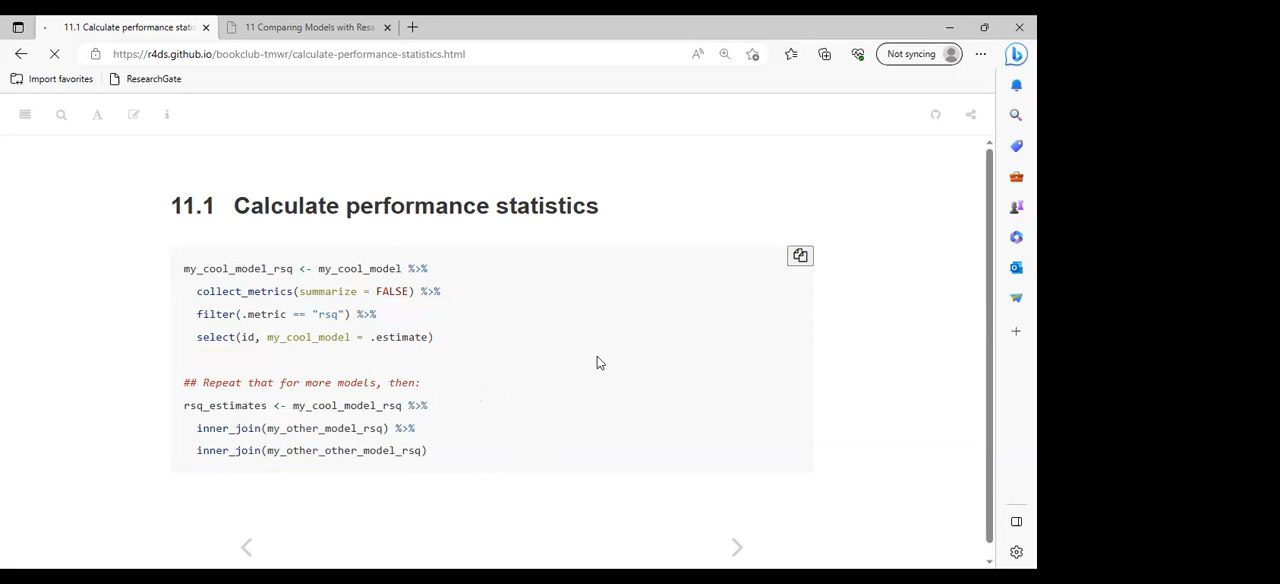 11.1 Calculate performance statis
11 Comparing Models with Resa
https://r4ds.github.io/bookclub-tmwr/calculate-performance-statistics.html
Not syncing
Import favorites
ResearchGate
11.1 Calculate performance statistics
my_cool_model_rsq <- my_cool_model %>%
collect_metrics(summarize = FALSE) %>%
filter(.metric == "rsq") %>%
select(id, my_cool_model = .estimate)
## Repeat that for more models, then:
rsq_estimates <- my_cool_model_rsq %>%
inner_join(my_other_model_rsq) %>%
inner_join(my_other_other_model_rsq)